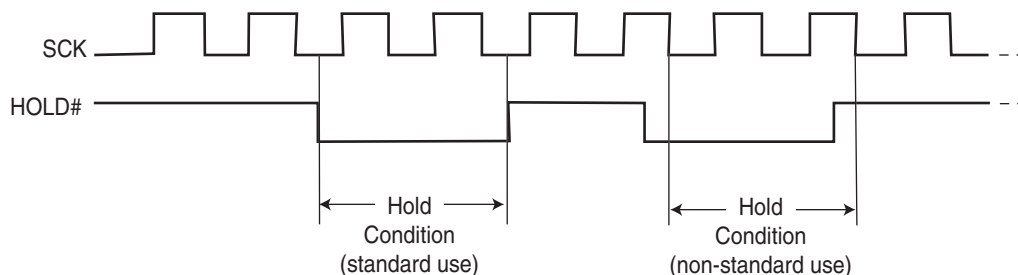 SCK
HOLD#
Hold
Condition
(standard use)
Hold
Condition
(non-standard use)